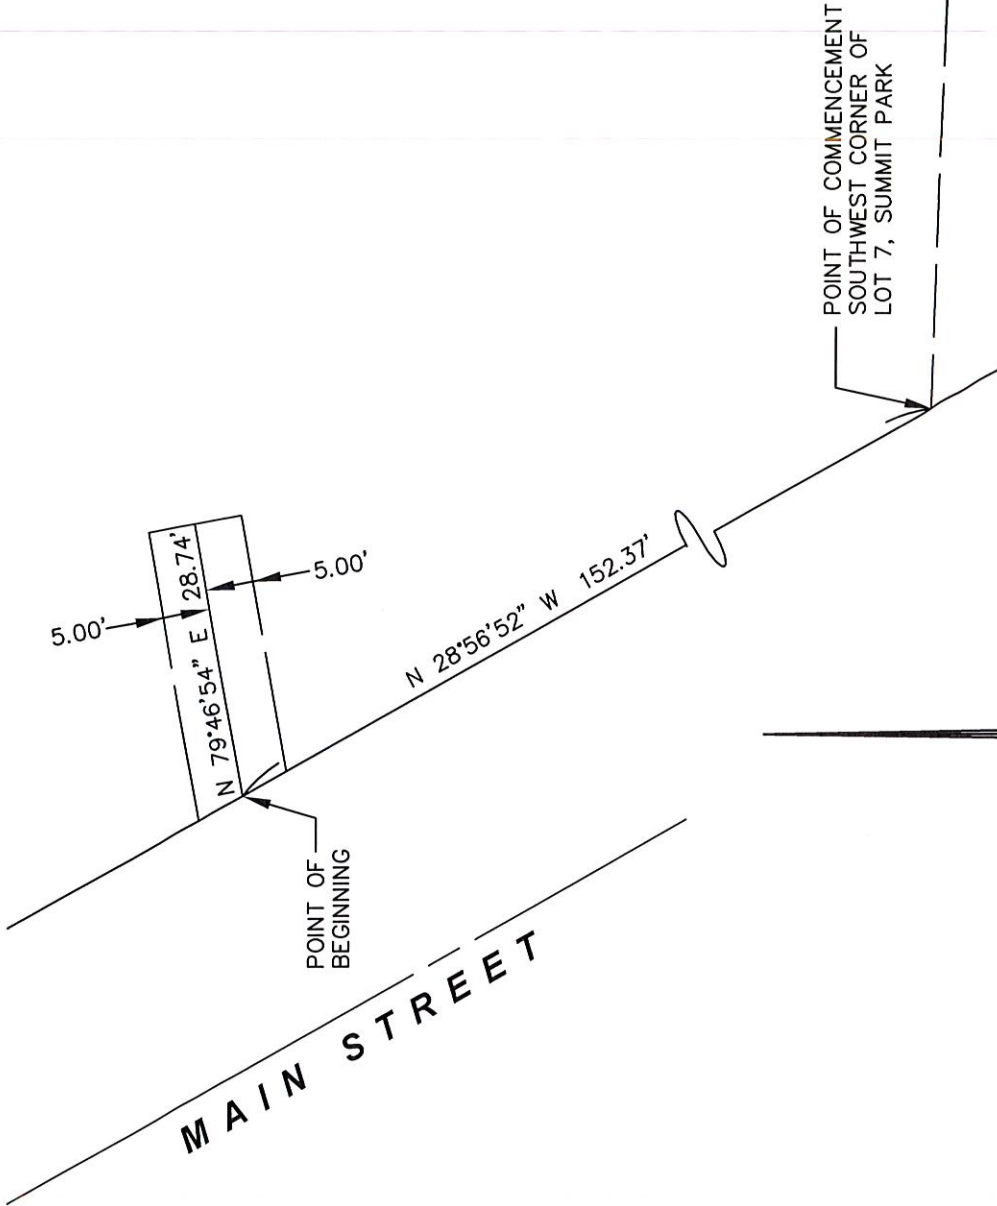 POINT OF COMMENCEMENT
SOUTHWEST CORNER OF
LOT 7, SUMMIT PARK
5.00'
N 79°46'54" E 28.74'
5.00'
N 28°56'52" W 152.37'
POINT OF
BEGINNING
MAIN STREET